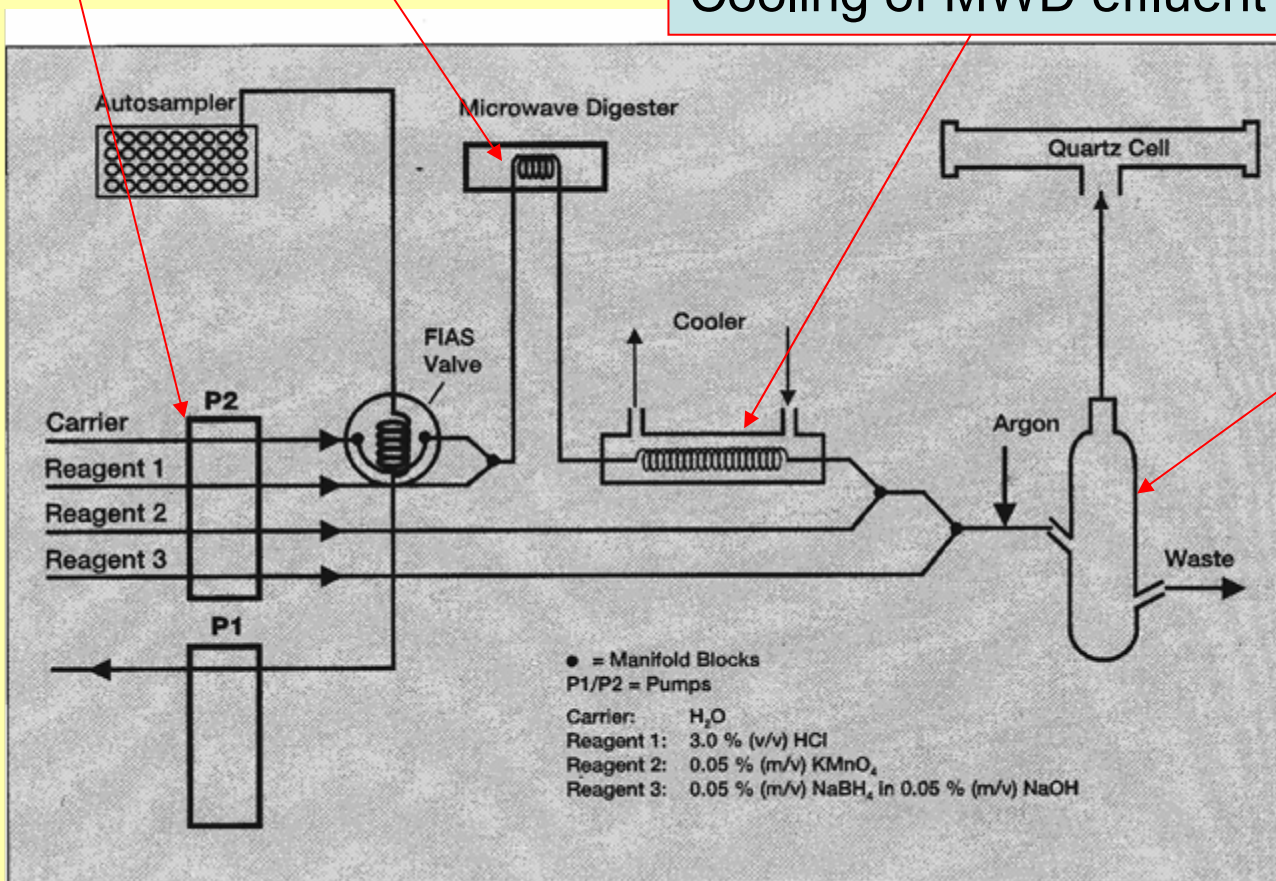 Cooling of MWD effluent
Autosampler
Microwave Digester
Quartz Cell
FIAS
Valve
Cooler
P2
Carrier
Reagent 1
Reagent 2
Reagent 3
Argon
Waste
P1
● = Manifold Blocks
P1/P2 = Pumps
Carrier: H₂O
Reagent 1: 3.0 % (v/v) HCl
Reagent 2: 0.05 % (m/v) KMnO₄
Reagent 3: 0.05 % (m/v) NaBH₄ in 0.05 % (m/v) NaOH